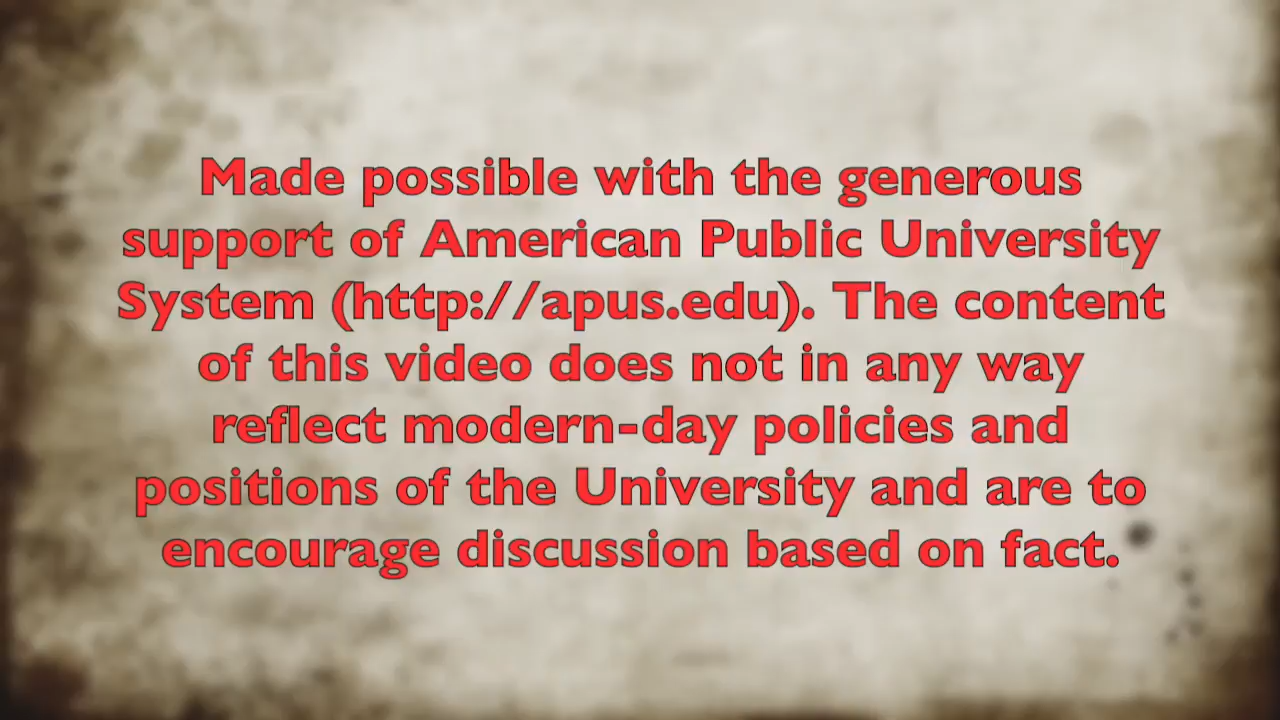 Made possible with the generous
support of American Public University
System (http://apus.edu). The content
of this video does not in any way
reflect modern-day policies and
positions of the University and are to
encourage discussion based on fact.